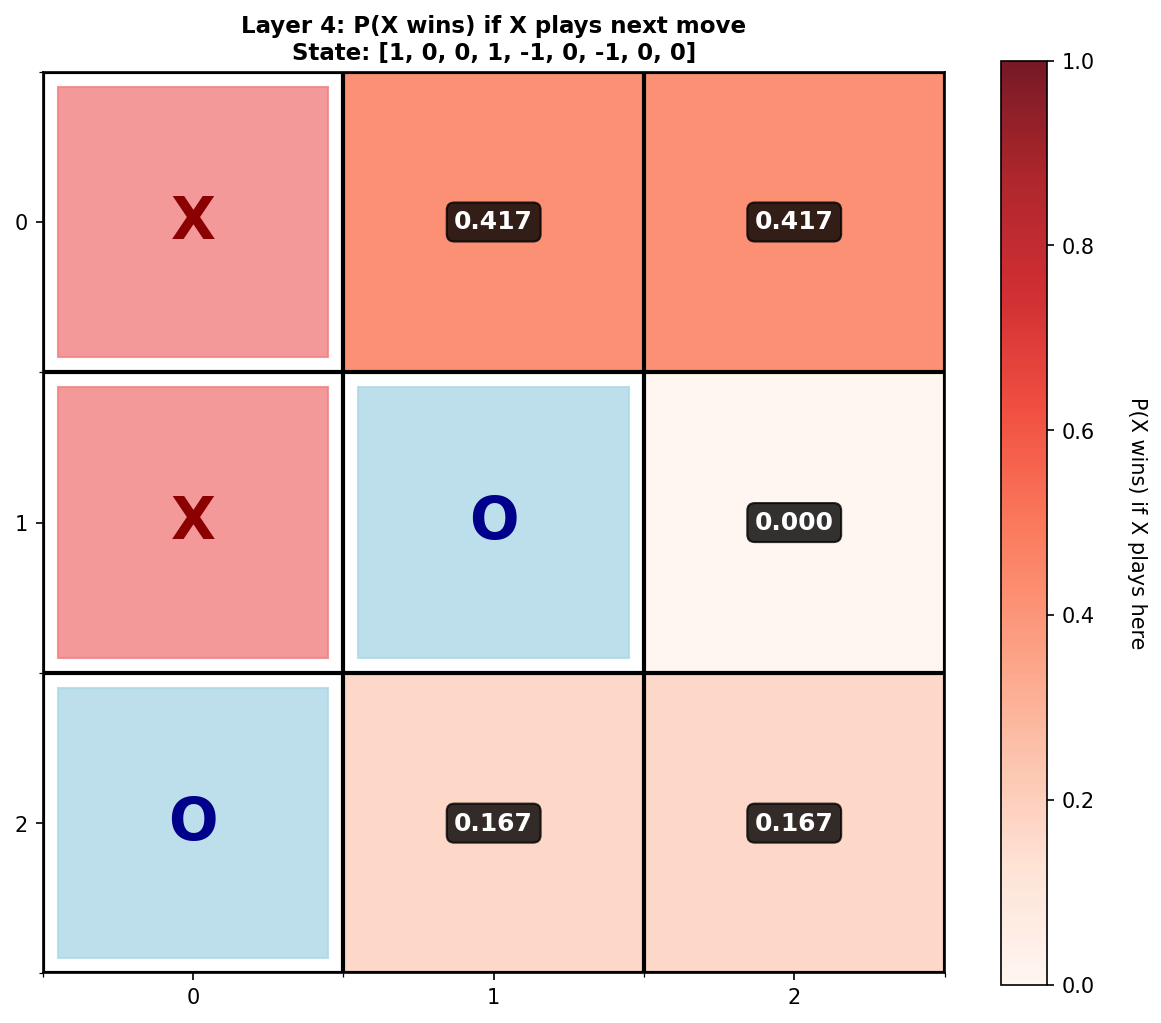 Layer 4: P(X wins) if X plays next move
State: [1, 0, 0, 1, -1, 0, -1, 0, 0]
0
X
0.417
0.417
1
X
O
0.000
2
O
0.167
0.167
0
1
2
1.0
0.8
0.6
0.4
0.2
0.0
P(X wins) if X plays here